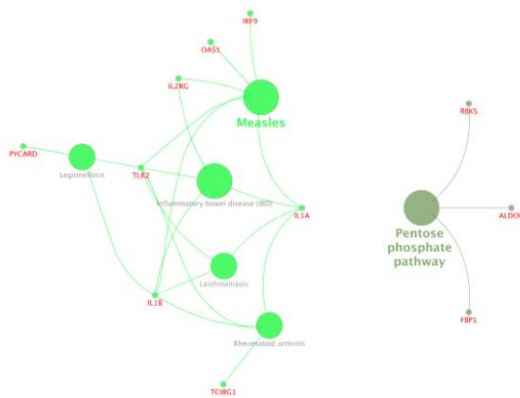 IRF9
OAS1
IL2RG
Measles
RBKS
PYCARD
Legionellosis
TLR2
Inflammatory bowel disease (IBD)
IL1A
ALDOB
Pentose
phosphate
pathway
Leishmaniasis
IL1B
FBP1
Rheumatoid arthritis
TCIRG1